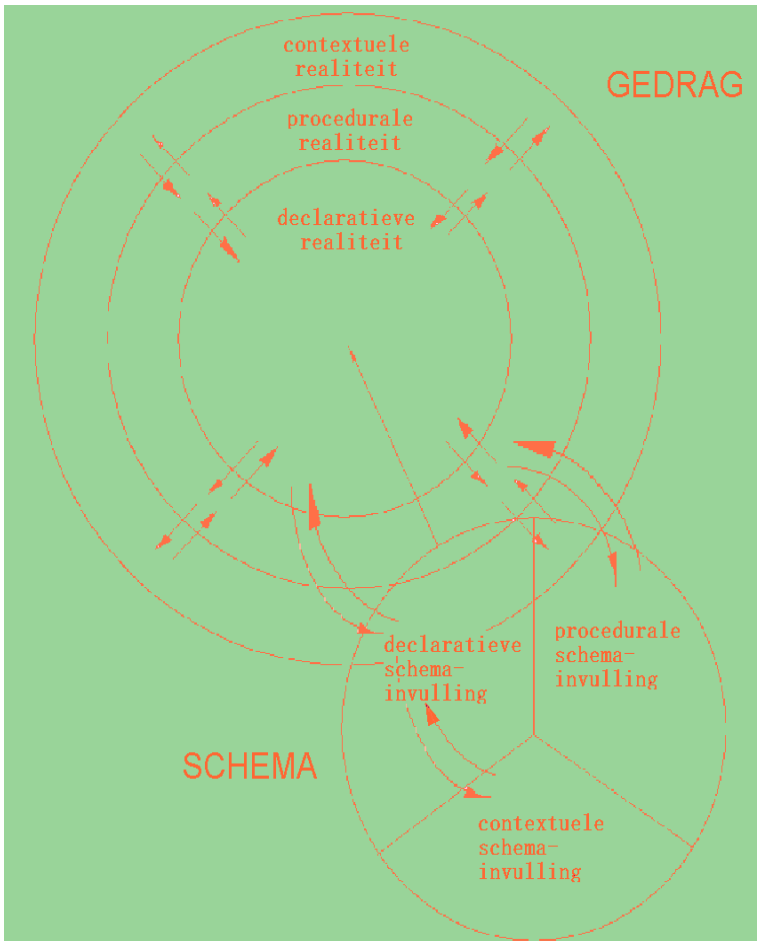 contextuele
realiteit
GEDRAG
procedurale
realiteit
declaratieve
realiteit
declaratieve
schema-
invulling
procedurale
schema-
invulling
SCHEMA
contextuele
schema-
invulling